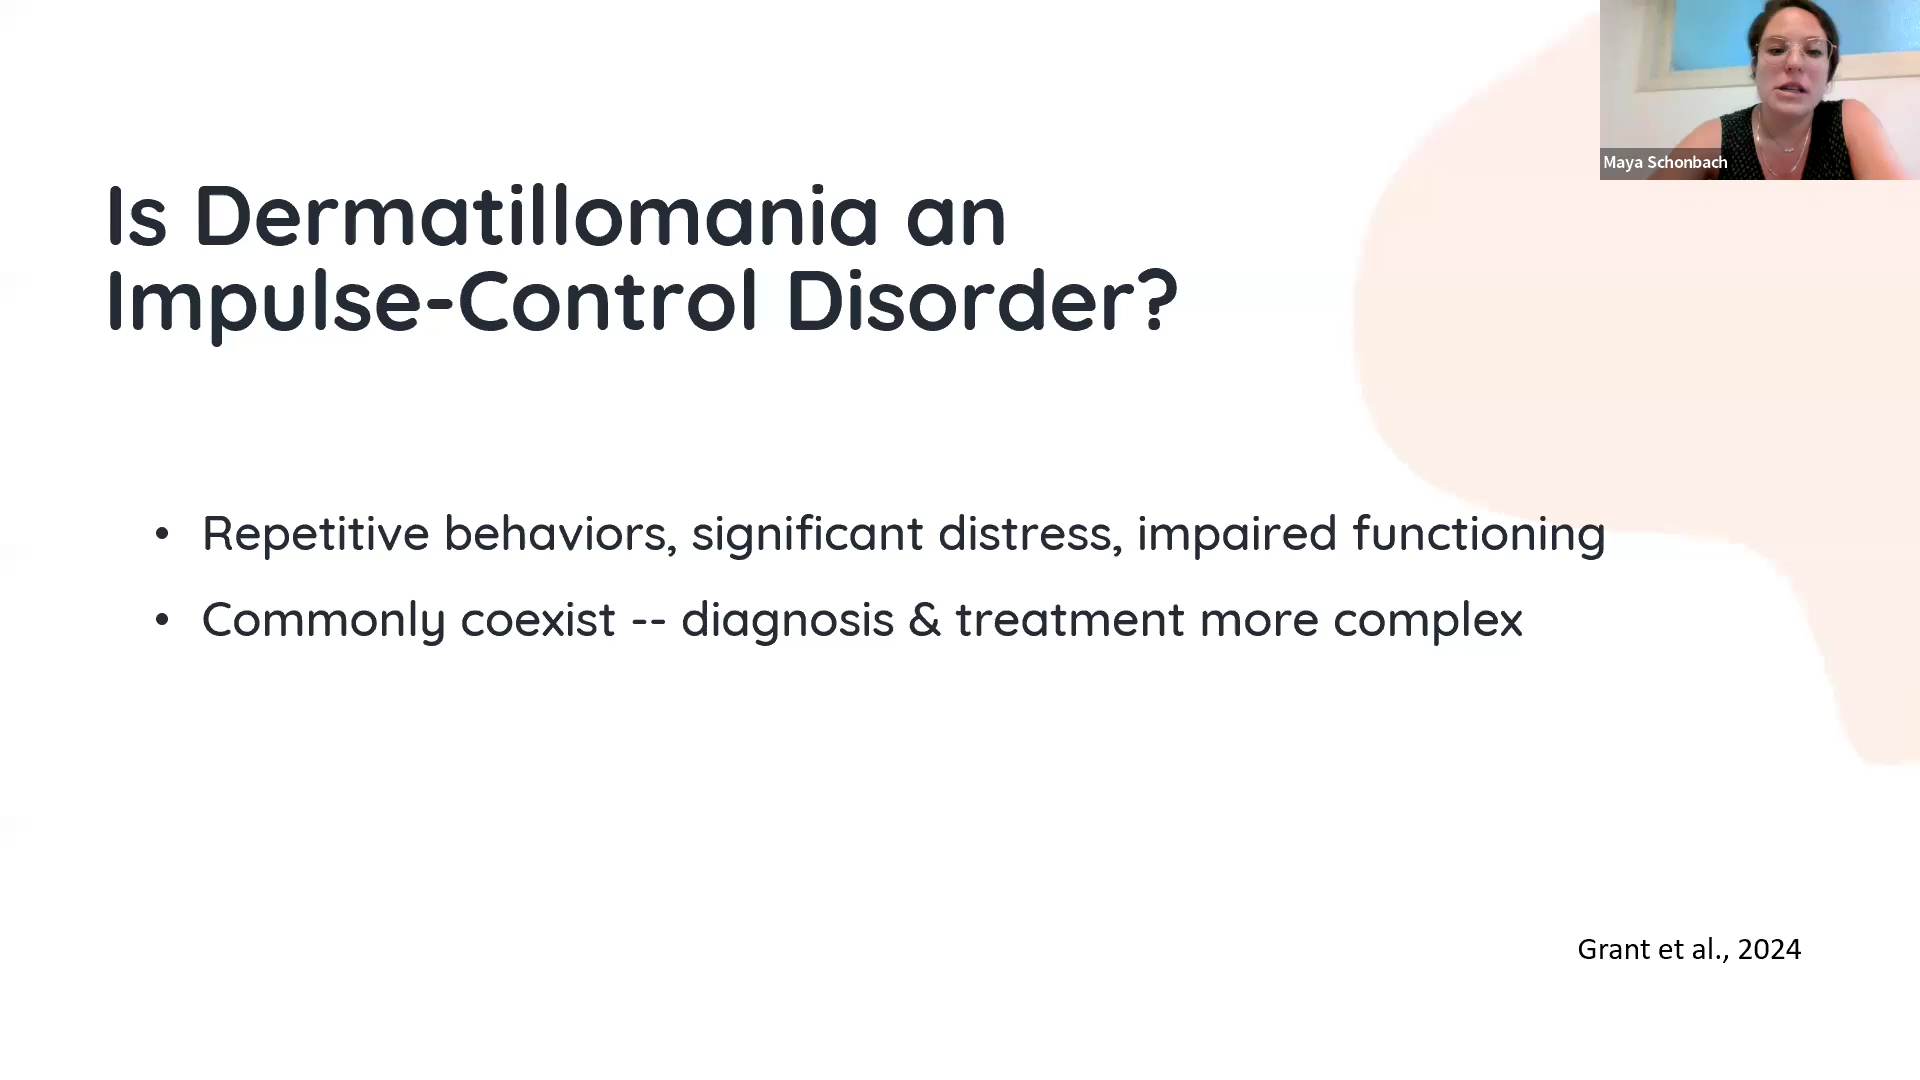 Maya Schonbach
Is Dermatillomania an
Impulse-Control Disorder?
• Repetitive behaviors, significant distress, impaired functioning
• Commonly coexist -- diagnosis & treatment more complex
Grant et al., 2024